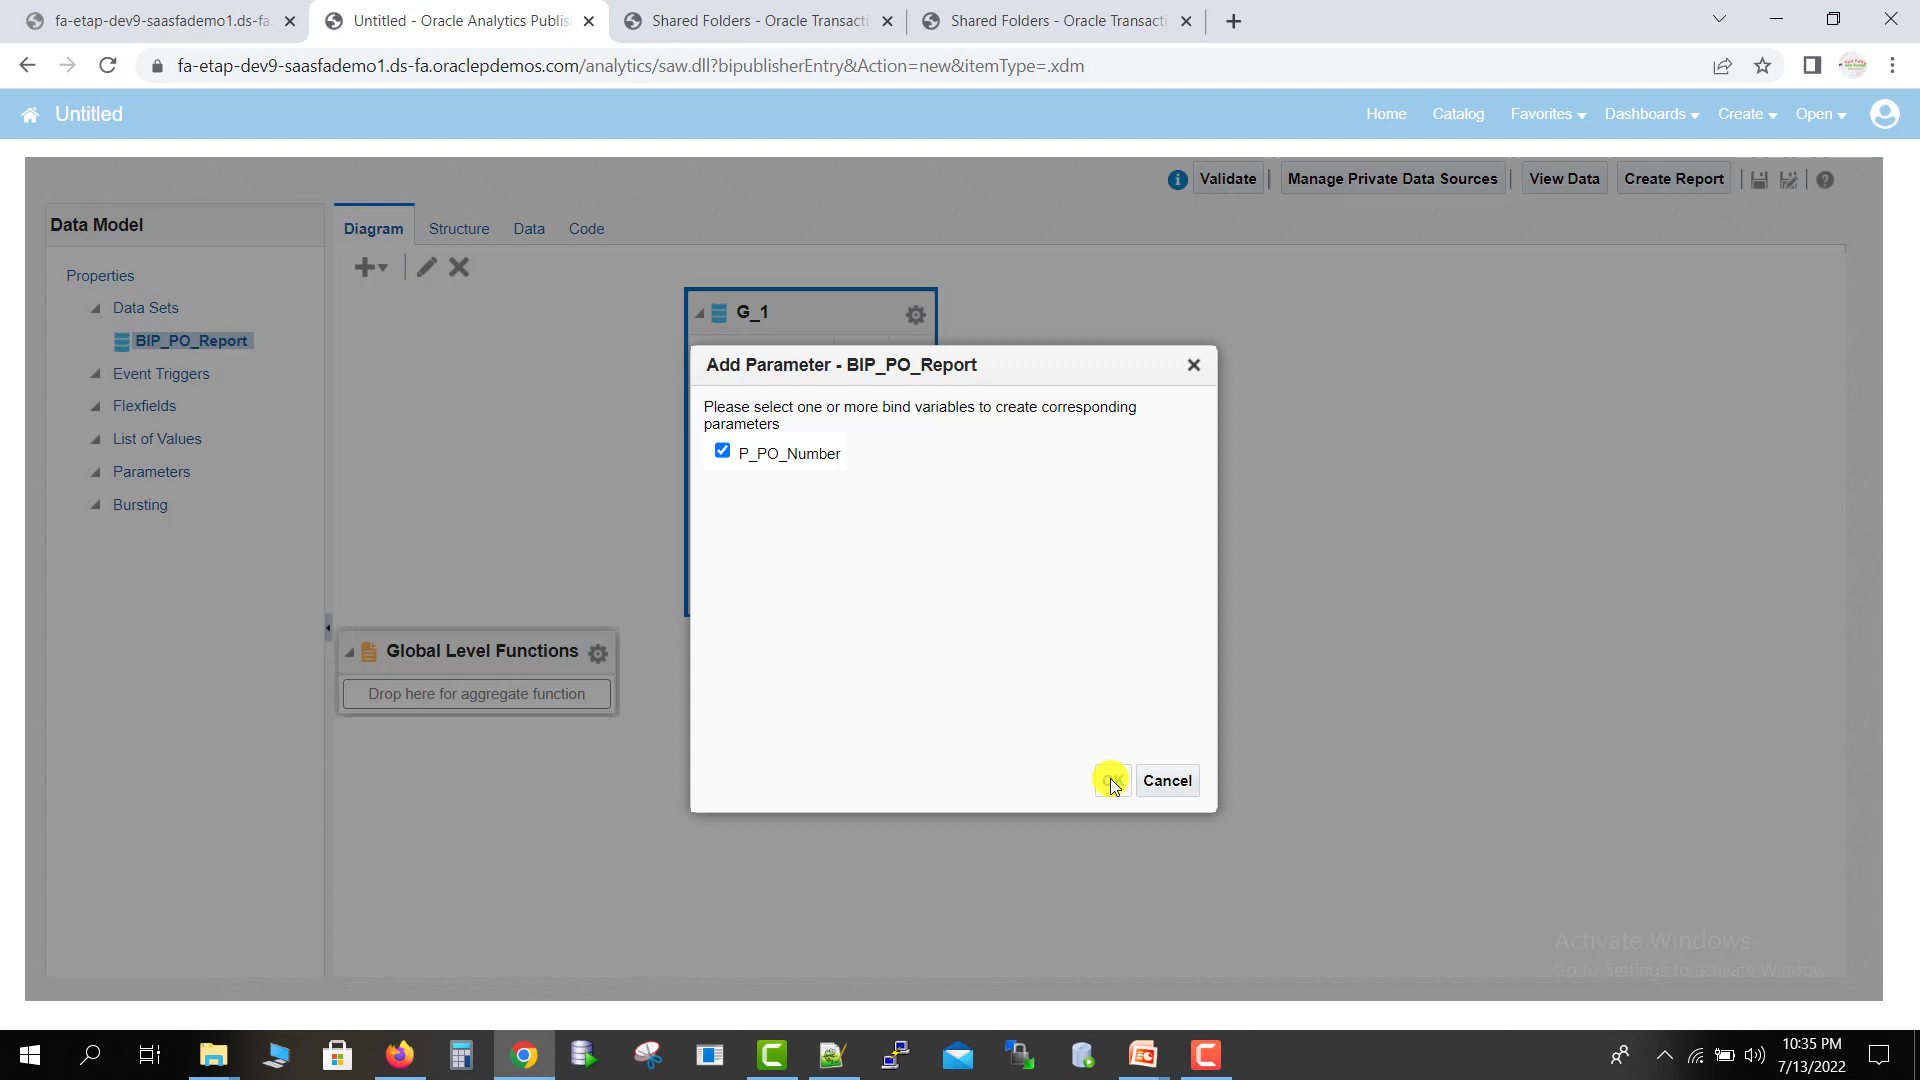 fa-etap-dev9-saasfademo1.ds-fa.
Untitled - Oracle Analytics Publis
Shared Folders - Oracle Transacti
Shared Folders - Oracle Transacti
fa-etap-dev9-saasfademo1.ds-fa.oraclepdemos.com/analytics/saw.dll?bipublisherEntry&Action=new&itemType=.xdm
Untitled
Home
Catalog
Favorites
Dashboards
Create
Open
Validate
Manage Private Data Sources
View Data
Create Report
Data Model
Diagram
Structure
Data
Code
Properties
Data Sets
BIP_PO_Report
Event Triggers
Flexfields
List of Values
Parameters
Bursting
G_1
Add Parameter - BIP_PO_Report
Please select one or more bind variables to create corresponding
parameters
P_PO_Number
OK
Cancel
Global Level Functions
Drop here for aggregate function
Activate Windows
Go to Settings to activate Windows.
10:35 PM
7/13/2022